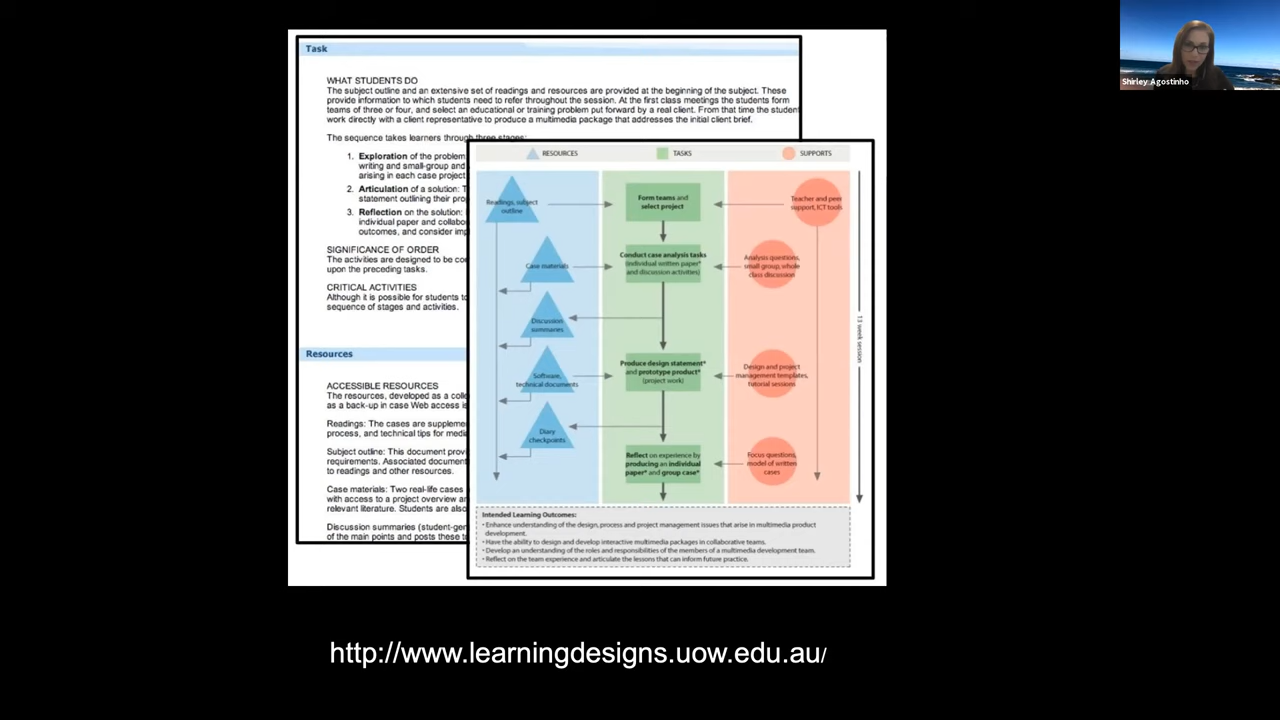 Task
WHAT STUDENTS DO
The subject outline and an extensive set of readings and resources are provided at the beginning of the subject. These
provide information to which students need to refer throughout the session. At the first class meetings the students form
teams of three or four, and select an educational or training problem put forward by a real client. From that time the student
work directly with a client representative to produce a multimedia package that addresses the initial client brief.
The sequence takes learners through three stages:
1. Exploration of the problem
writing and small-group and
arising in each case project
2. Articulation of a solution: T
statement outlining their pro
3. Reflection on the solution:
individual paper and collabo
outcomes, and consider imp
SIGNIFICANCE OF ORDER
The activities are designed to be co
upon the preceding tasks.
CRITICAL ACTIVITIES
Although it is possible for students to
sequence of stages and activities.
Resources
ACCESSIBLE RESOURCES
The resources, developed as a colle
as a back-up in case Web access is
Readings: The cases are suppleme
process, and technical tips for medi
Subject outline: This document prov
requirements. Associated document
to readings and other resources.
Case materials: Two real-life cases
with access to a project overview a
relevant literature. Students are also
Discussion summaries (student-gen
of the main points and posts these t
RESOURCES
TASKS
SUPPORTS
Readings, subject
outline
Form teams and
select project
Teacher and peer
support, ICT tools
Case materials
Conduct case analysis tasks
(individual written paper*
and discussion activities)
Analysis questions,
small group, whole
class discussion
Discussion
summaries
Software,
technical documents
Produce design statement*
and prototype product*
(project work)
Design and project
management templates,
tutorial sessions
Diary
checkpoints
Reflect on experience by
producing an individual
paper* and group case*
Focus questions,
model of written
cases
13 week session
Intended Learning Outcomes:
• Enhance understanding of the design, process and project management issues that arise in multimedia product
development.
• Have the ability to design and develop interactive multimedia packages in collaborative teams.
• Develop an understanding of the roles and responsibilities of the members of a multimedia development team.
• Reflect on the team experience and articulate the lessons that can inform future practice.
http://www.learningdesigns.uow.edu.au/
Shirley Agostinho